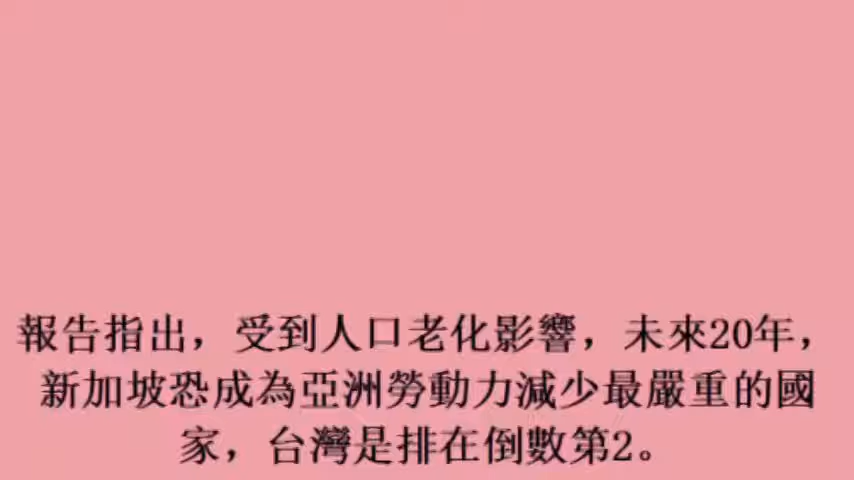 報告指出，受到人口老化影響，未來20年，
新加坡恐成為亞洲勞動力減少最嚴重的國
家，台灣是排在倒數第2。